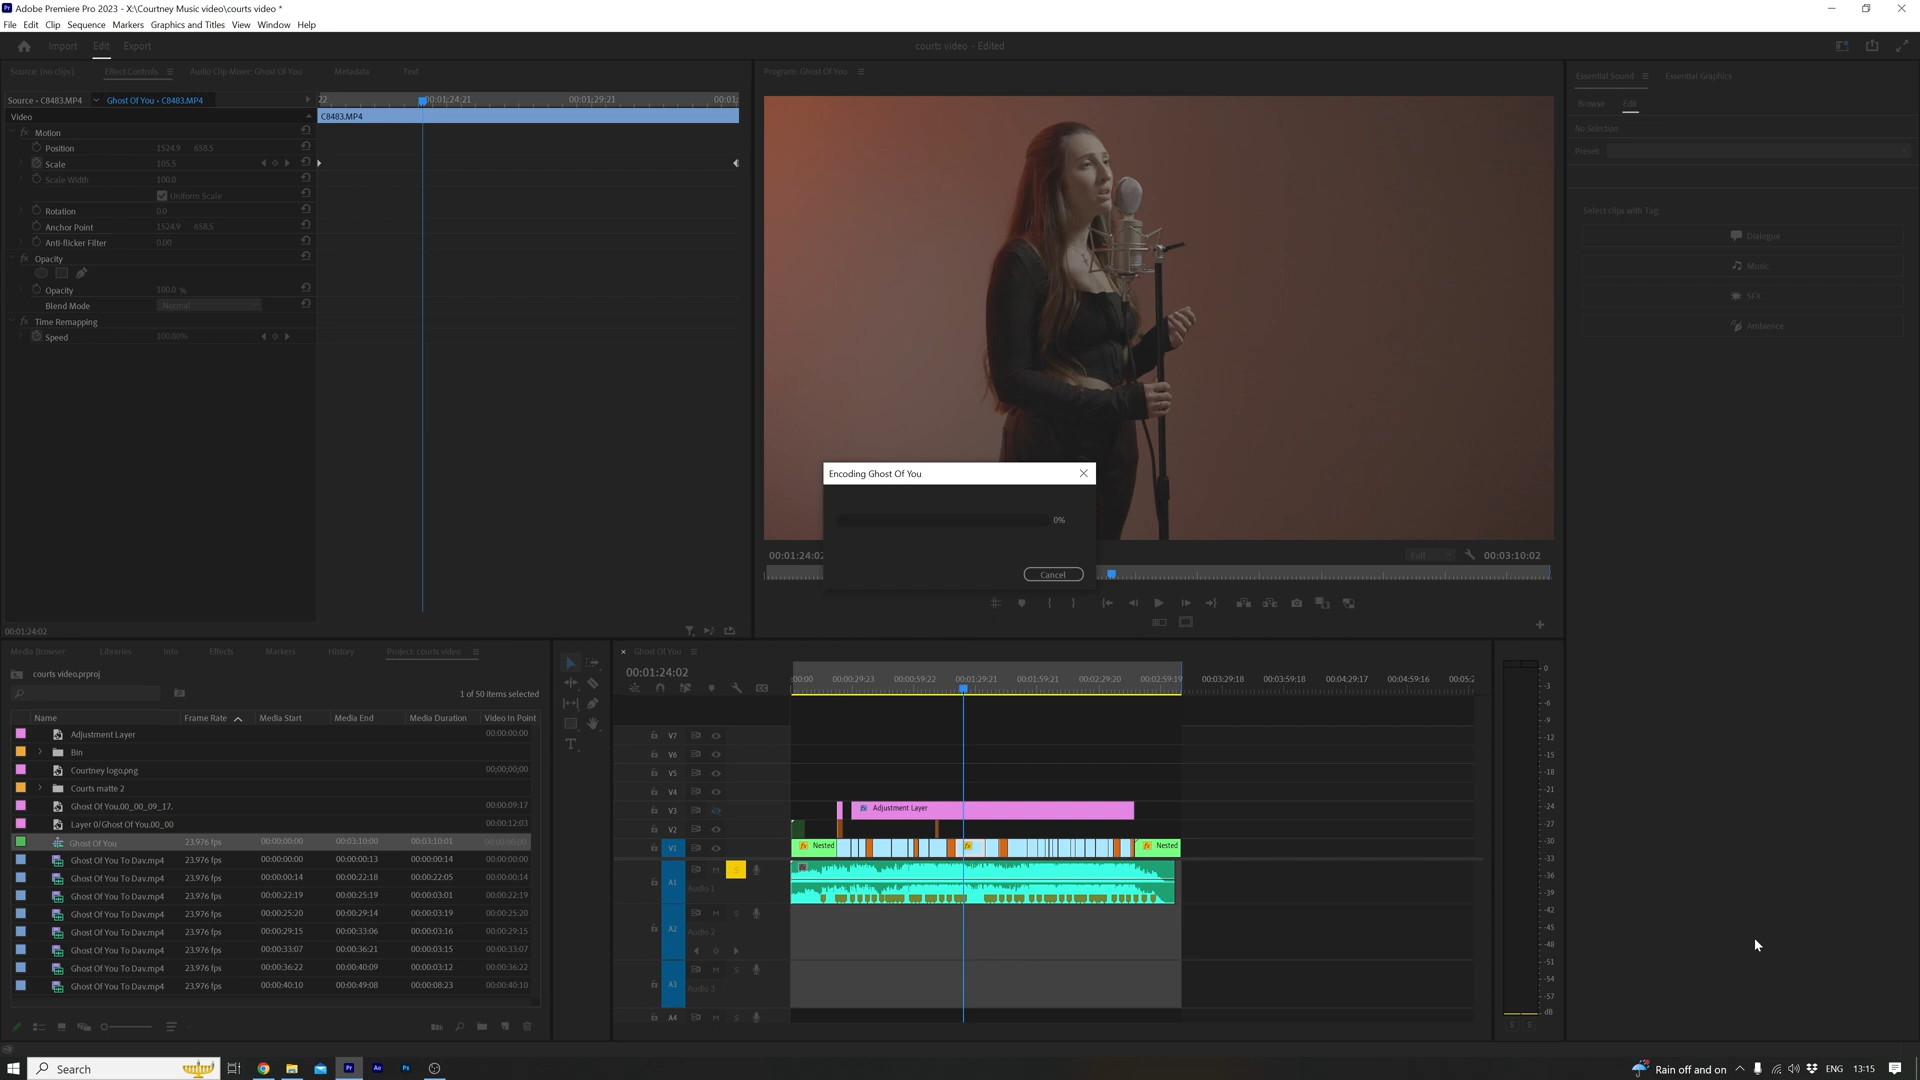 Adobe Premiere Pro 2023 - X:\Courtney Music video\courts video *
File Edit Clip Sequence Markers Graphics and Titles View Window Help
Import Edit Export
courts video - Edited
Source: (no clips) Effect Controls Audio Clip Mixer: Ghost Of You Metadata Text
Source • C8483.MP4 Ghost Of You • C8483.MP4
22 00:01:24:21 00:01:29:21 00:01:
Video
C8483.MP4
fx Motion
Position 1524.9 658.5
Scale 105.5
Scale Width 100.0
Uniform Scale
Rotation 0.0
Anchor Point 1524.9 658.5
Anti-flicker Filter 0.00
fx Opacity
Opacity 100.0 %
Blend Mode Normal
fx Time Remapping
Speed 100.00%
00:01:24:02
Program: Ghost Of You
Encoding Ghost Of You
0%
Cancel
00:01:24:02
Full
00:03:10:02
Essential Sound Essential Graphics
Browse Edit
No Selection
Preset:
Select clips with Tag:
Dialogue
Music
SFX
Ambience
Media Browser Libraries Info Effects Markers History Project: courts video
courts video.prproj
1 of 50 items selected
Name Frame Rate Media Start Media End Media Duration Video In Point
Adjustment Layer 00:00:00:00
Bin
Courtney logo.png 00;00;00;00
Courts matte 2
Ghost Of You.00_00_09_17. 00:00:09:17
Layer 0/Ghost Of You.00_00 00:00:12:03
Ghost Of You 23.976 fps 00:00:00:00 00:03:10:00 00:03:10:01 00:00:00:00
Ghost Of You To Dav.mp4 23.976 fps 00:00:00:00 00:00:00:13 00:00:00:14 00:00:00:00
Ghost Of You To Dav.mp4 23.976 fps 00:00:00:14 00:00:22:18 00:00:22:05 00:00:00:14
Ghost Of You To Dav.mp4 23.976 fps 00:00:22:19 00:00:25:19 00:00:03:01 00:00:22:19
Ghost Of You To Dav.mp4 23.976 fps 00:00:25:20 00:00:29:14 00:00:03:19 00:00:25:20
Ghost Of You To Dav.mp4 23.976 fps 00:00:29:15 00:00:33:06 00:00:03:16 00:00:29:15
Ghost Of You To Dav.mp4 23.976 fps 00:00:33:07 00:00:36:21 00:00:03:15 00:00:33:07
Ghost Of You To Dav.mp4 23.976 fps 00:00:36:22 00:00:40:09 00:00:03:12 00:00:36:22
Ghost Of You To Dav.mp4 23.976 fps 00:00:40:10 00:00:49:08 00:00:08:23 00:00:40:10
Ghost Of You
00:01:24:02
:00:00 00:00:29:23 00:00:59:22 00:01:29:21 00:01:59:21 00:02:29:20 00:02:59:19 00:03:29:18 00:03:59:18 00:04:29:17 00:04:59:16 00:05:2
V7
V6
V5
V4
V3 fx Adjustment Layer
V2
V1 fx Nested fx fx Nested
A1 S
Audio 1
M S
A2 Audio 2
M S
A3 Audio 3
A4 M S
0
-3
-6
-9
-12
-15
-18
-21
-24
-27
-30
-33
-36
-39
-42
-45
-48
-51
-54
-57
dB
S S
Search
Pr Ae Ps
Rain off and on ENG 13:15